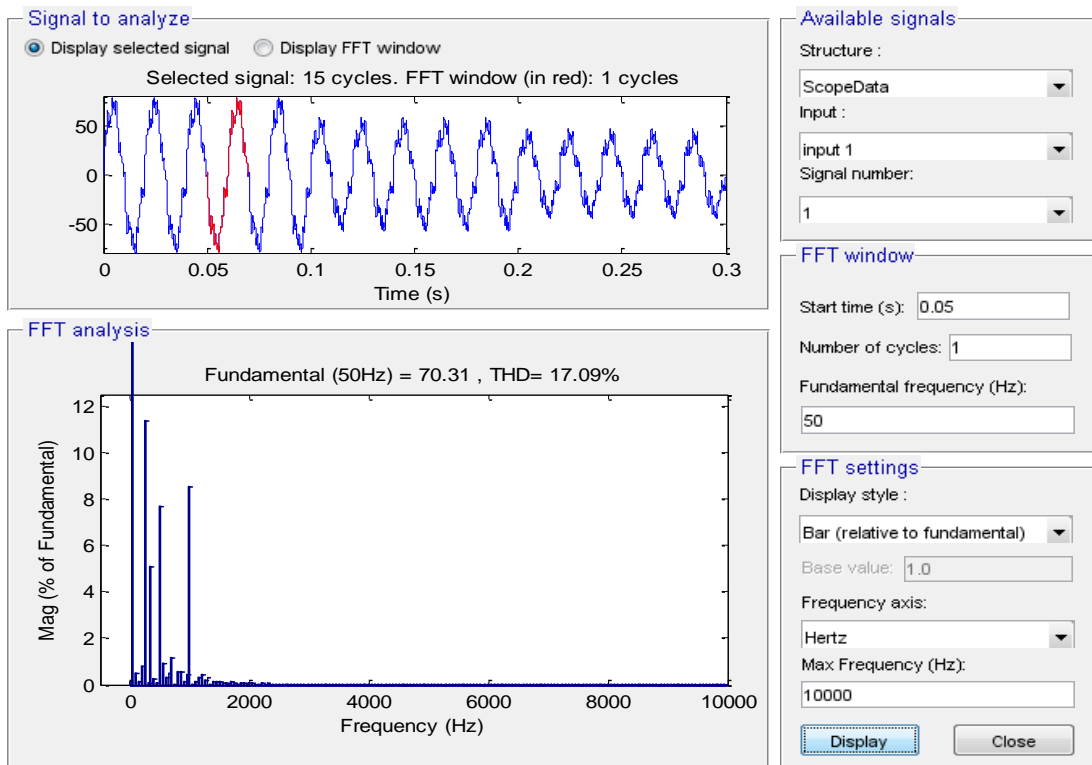 Signal to analyze
Display selected signal
Display FFT window
Selected signal: 15 cycles. FFT window (in red): 1 cycles
50
0
-50
0 0.05 0.1 0.15 0.2 0.25 0.3
Time (s)
FFT analysis
Fundamental (50Hz) = 70.31 , THD= 17.09%
Mag (% of Fundamental)
12
10
8
6
4
2
0
0 2000 4000 6000 8000 10000
Frequency (Hz)
Available signals
Structure :
ScopeData
Input :
input 1
Signal number:
1
FFT window
Start time (s): 0.05
Number of cycles: 1
Fundamental frequency (Hz):
50
FFT settings
Display style :
Bar (relative to fundamental)
Base value: 1.0
Frequency axis:
Hertz
Max Frequency (Hz):
10000
Display
Close